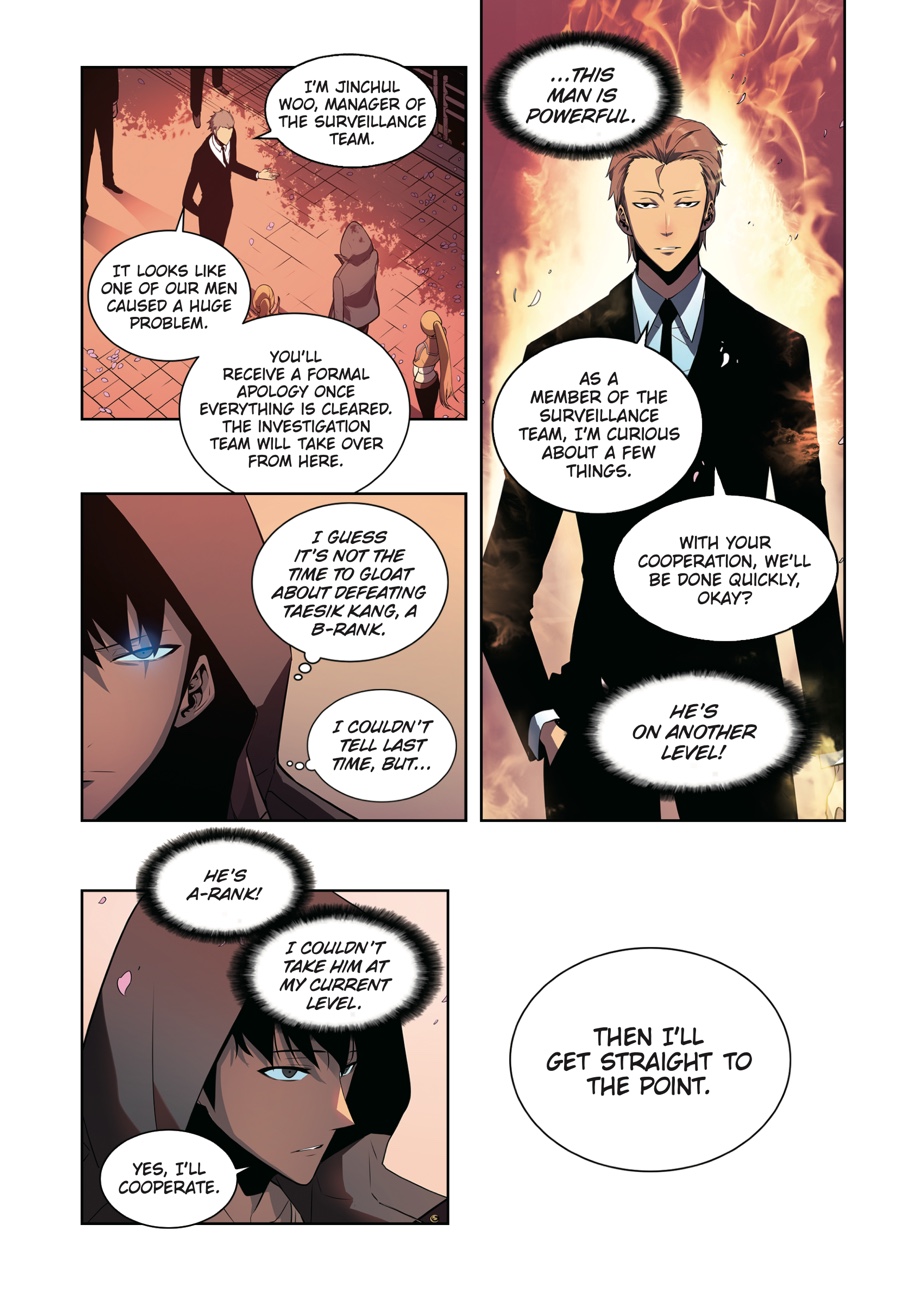 I'M JINCHUL
WOO, MANAGER OF
THE SURVEILLANCE
TEAM.
IT LOOKS LIKE
ONE OF OUR MEN
CAUSED A HUGE
PROBLEM.
YOU'LL
RECEIVE A FORMAL
APOLOGY ONCE
EVERYTHING IS CLEARED.
THE INVESTIGATION
TEAM WILL TAKE OVER
FROM HERE.
I GUESS
IT'S NOT THE
TIME TO GLOAT
ABOUT DEFEATING
TAESIK KANG, A
B-RANK.
I COULDN'T
TELL LAST
TIME, BUT...
...THIS
MAN IS
POWERFUL.
AS A
MEMBER OF THE
SURVEILLANCE
TEAM, I'M CURIOUS
ABOUT A FEW
THINGS.
WITH YOUR
COOPERATION, WE'LL
BE DONE QUICKLY,
OKAY?
HE'S
ON ANOTHER
LEVEL!
HE'S
A-RANK!
I COULDN'T
TAKE HIM AT
MY CURRENT
LEVEL.
YES, I'LL
COOPERATE.
THEN I'LL
GET STRAIGHT TO
THE POINT.